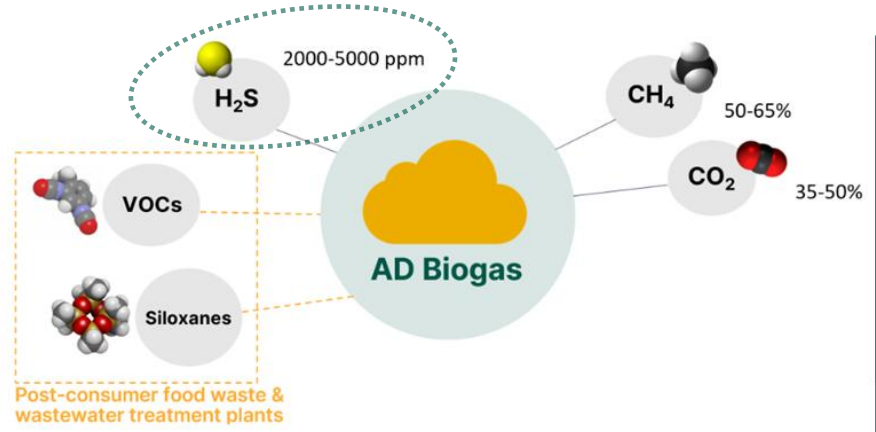 2000-5000 ppm
H₂S
CH₄
50-65%
CO₂
35-50%
VOCs
AD Biogas
Siloxanes
Post-consumer food waste &
wastewater treatment plants